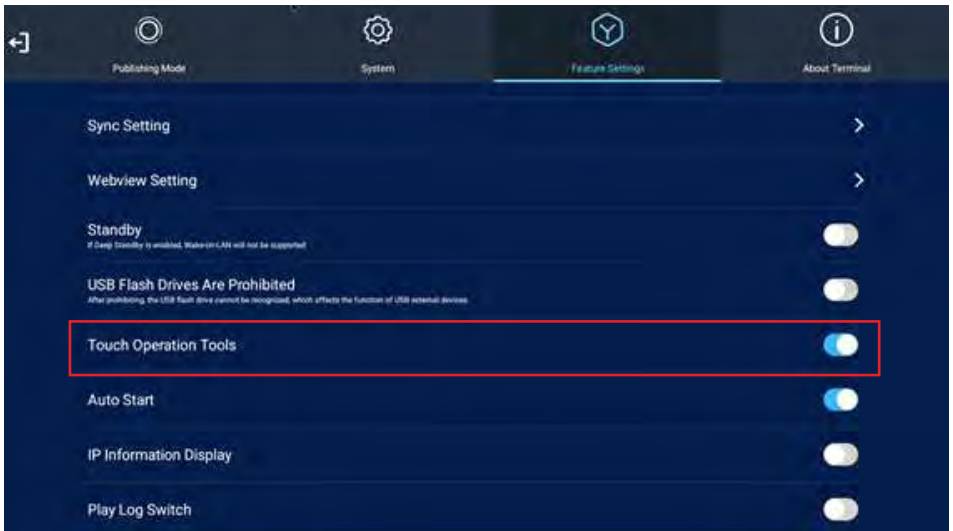 Publishing Mode
System
Feature Settings
About Terminal
Sync Setting
Webview Setting
Standby
If Deep Standby is enabled, Wake-on-LAN will not be supported
USB Flash Drives Are Prohibited
After prohibiting, the USB flash drive cannot be recognized, which affects the function of USB external devices
Touch Operation Tools
Auto Start
IP Information Display
Play Log Switch